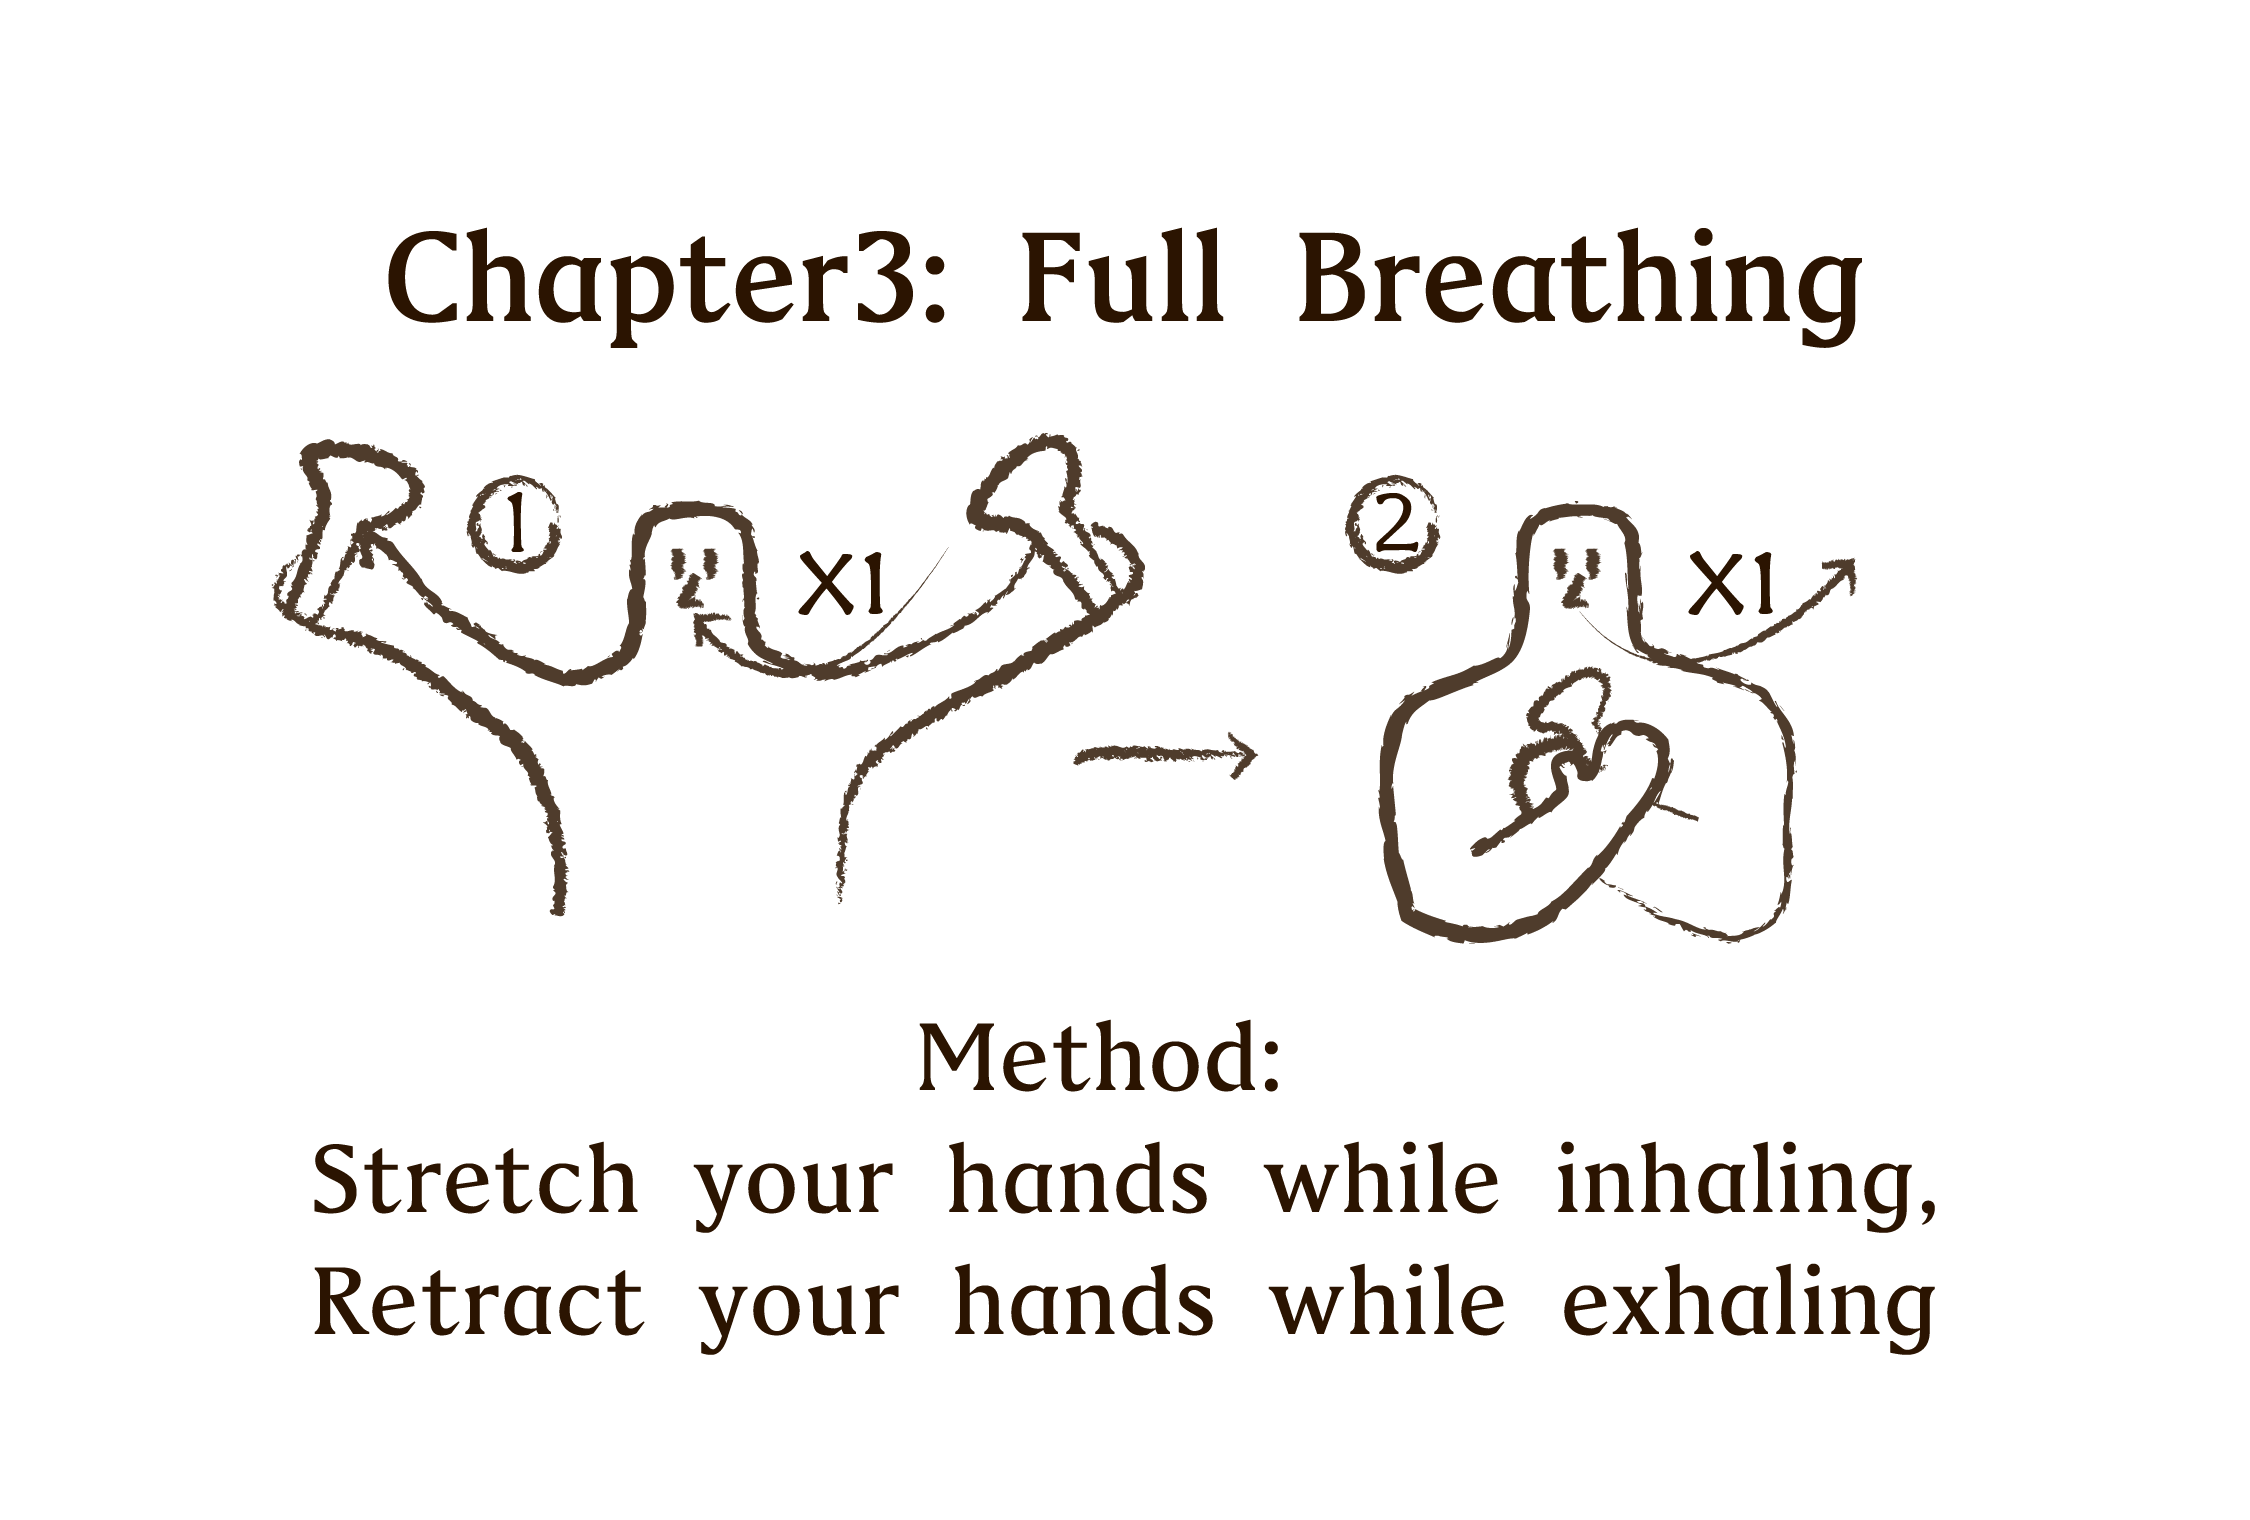 Chapter3: Full Breathing
1
X1
2
X1
Method:
Stretch your hands while inhaling,
Retract your hands while exhaling